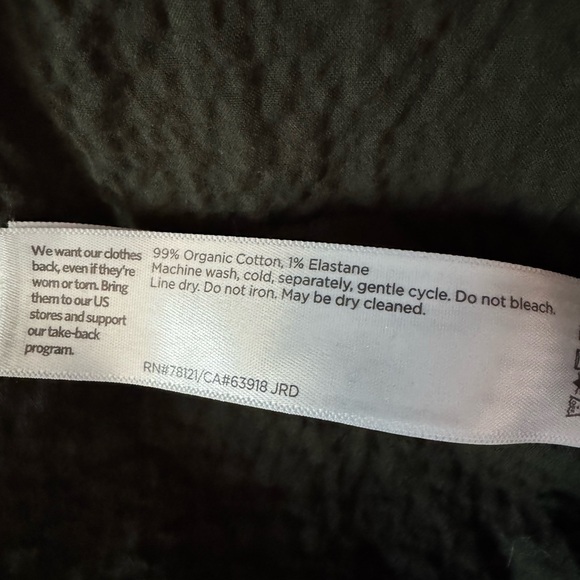 We want our clothes
back, even if they're
worn or torn. Bring
them to our US
stores and support
our take-back
program.
99% Organic Cotton, 1% Elastane
Machine wash, cold, separately, gentle cycle. Do not bleach.
Line dry. Do not iron. May be dry cleaned.
RN#78121/CA#63918 JRD